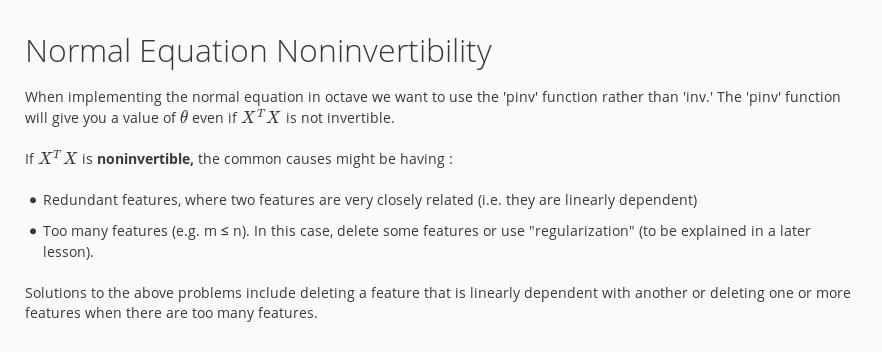 Normal Equation Noninvertibility
When implementing the normal equation in octave we want to use the 'pinv' function rather than 'inv.' The 'pinv' function
will give you a value of θ even if X^T X is not invertible.
If X^T X is noninvertible, the common causes might be having :
• Redundant features, where two features are very closely related (i.e. they are linearly dependent)
• Too many features (e.g. m ≤ n). In this case, delete some features or use "regularization" (to be explained in a later
lesson).
Solutions to the above problems include deleting a feature that is linearly dependent with another or deleting one or more
features when there are too many features.